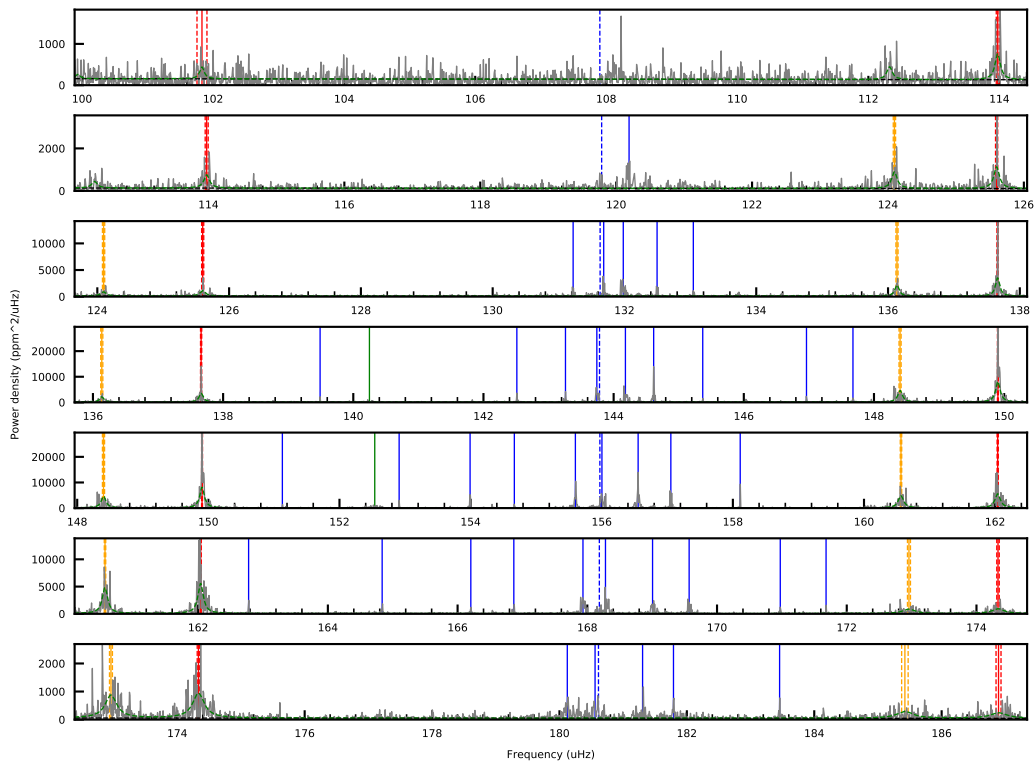 1000
0
100 102 104 106 108 110 112 114
2000
0
114 116 118 120 122 124 126
10000
5000
0
124 126 128 130 132 134 136 138
Power density (ppm^2/uHz)
20000
10000
0
136 138 140 142 144 146 148 150
20000
10000
0
148 150 152 154 156 158 160 162
10000
5000
0
162 164 166 168 170 172 174
2000
1000
0
174 176 178 180 182 184 186
Frequency (uHz)